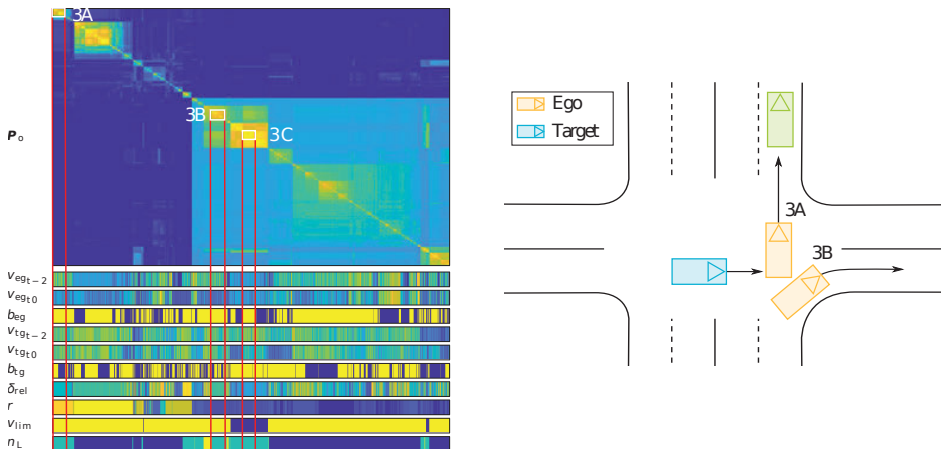 3A
3B
3C
P_o
v_eg_t−2
v_eg_t0
b_eg
v_tg_t−2
v_tg_t0
b_tg
δ_rel
r
v_lim
n_L
Ego
Target
3A
3B